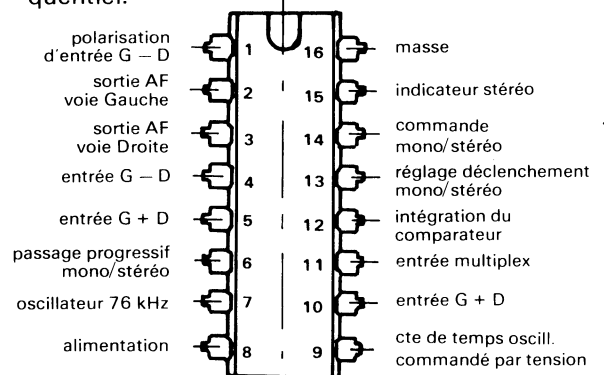 quentiel.
polarisation
d'entrée G – D
1
16
masse
sortie AF
voie Gauche
2
15
indicateur stéréo
sortie AF
voie Droite
3
14
commande
mono/stéréo
entrée G – D
4
13
réglage déclenchement
mono/stéréo
entrée G + D
5
12
intégration du
comparateur
passage progressif
mono/stéréo
6
11
entrée multiplex
oscillateur 76 kHz
7
10
entrée G + D
alimentation
8
9
cte de temps oscill.
commandé par tension